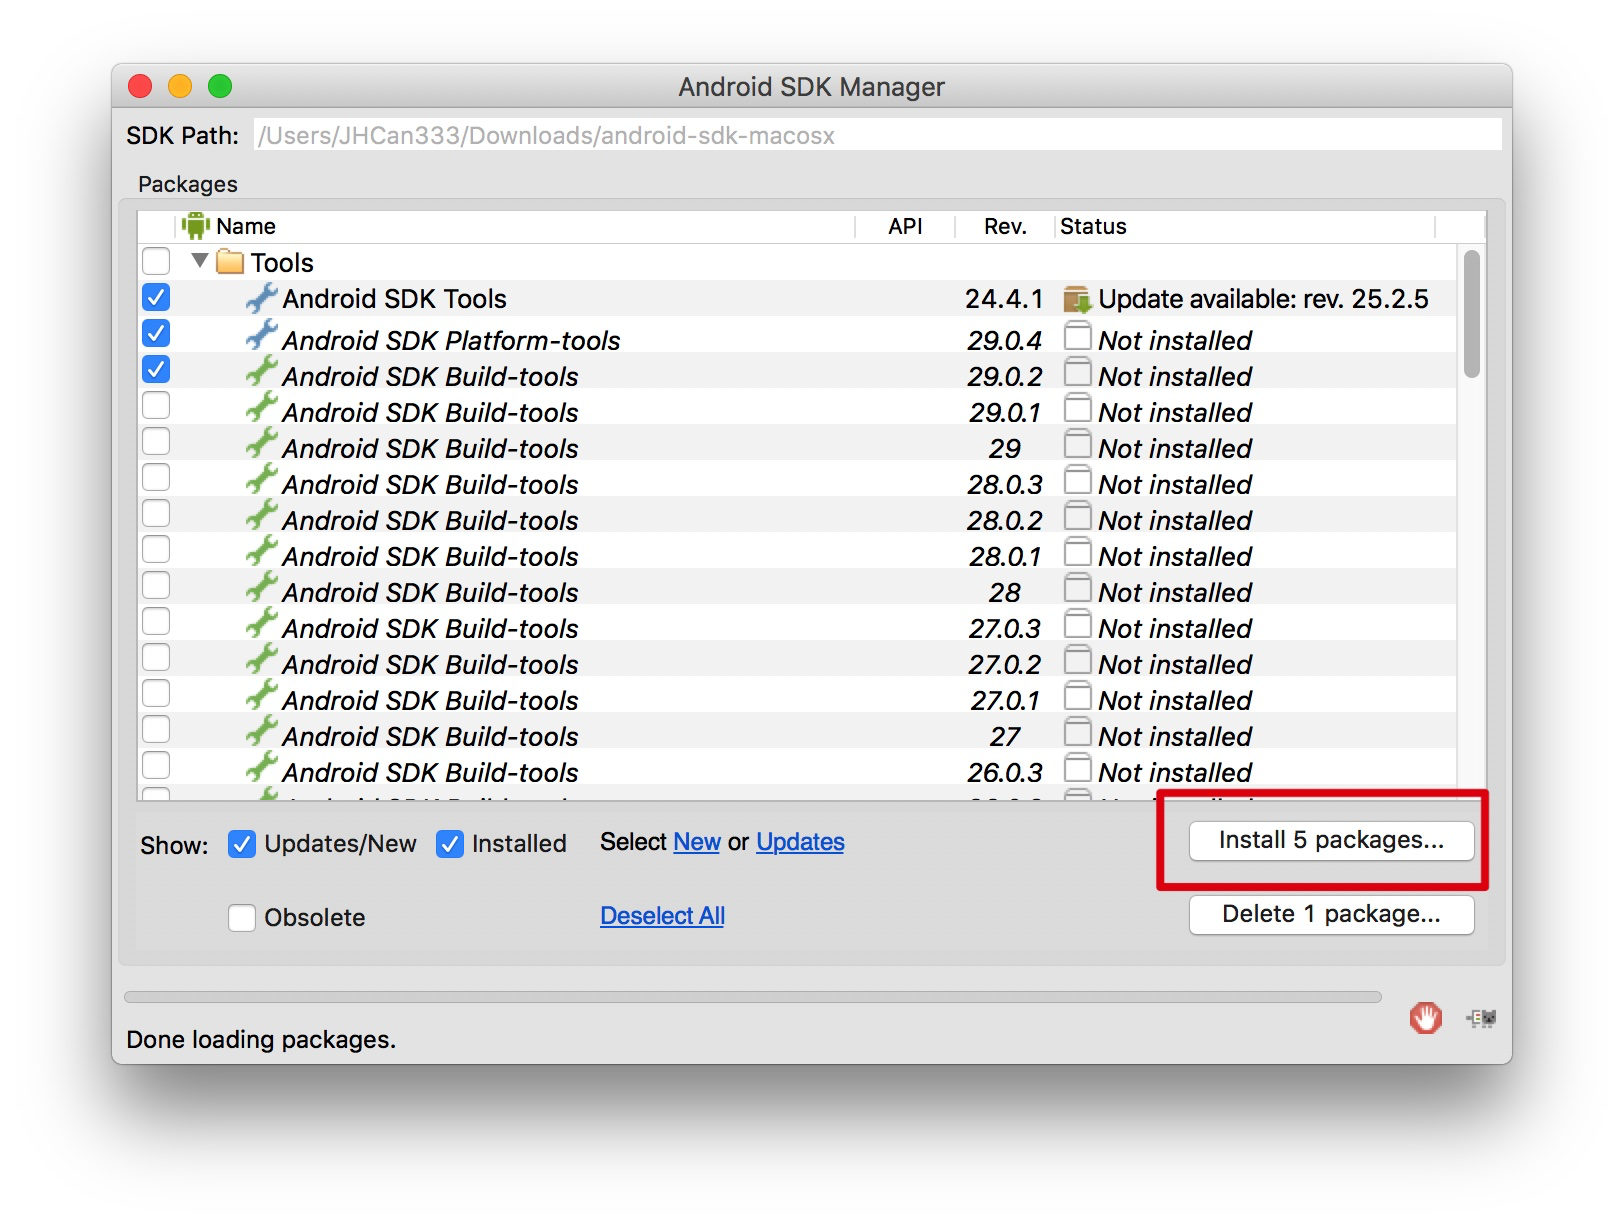 Android SDK Manager
SDK Path: /Users/JHCan333/Downloads/android-sdk-macosx
Packages
Name API Rev. Status
Tools
Android SDK Tools 24.4.1 Update available: rev. 25.2.5
Android SDK Platform-tools 29.0.4 Not installed
Android SDK Build-tools 29.0.2 Not installed
Android SDK Build-tools 29.0.1 Not installed
Android SDK Build-tools 29 Not installed
Android SDK Build-tools 28.0.3 Not installed
Android SDK Build-tools 28.0.2 Not installed
Android SDK Build-tools 28.0.1 Not installed
Android SDK Build-tools 28 Not installed
Android SDK Build-tools 27.0.3 Not installed
Android SDK Build-tools 27.0.2 Not installed
Android SDK Build-tools 27.0.1 Not installed
Android SDK Build-tools 27 Not installed
Android SDK Build-tools 26.0.3 Not installed
Show: Updates/New Installed Select New or Updates Install 5 packages...
Obsolete Deselect All Delete 1 package...
Done loading packages.